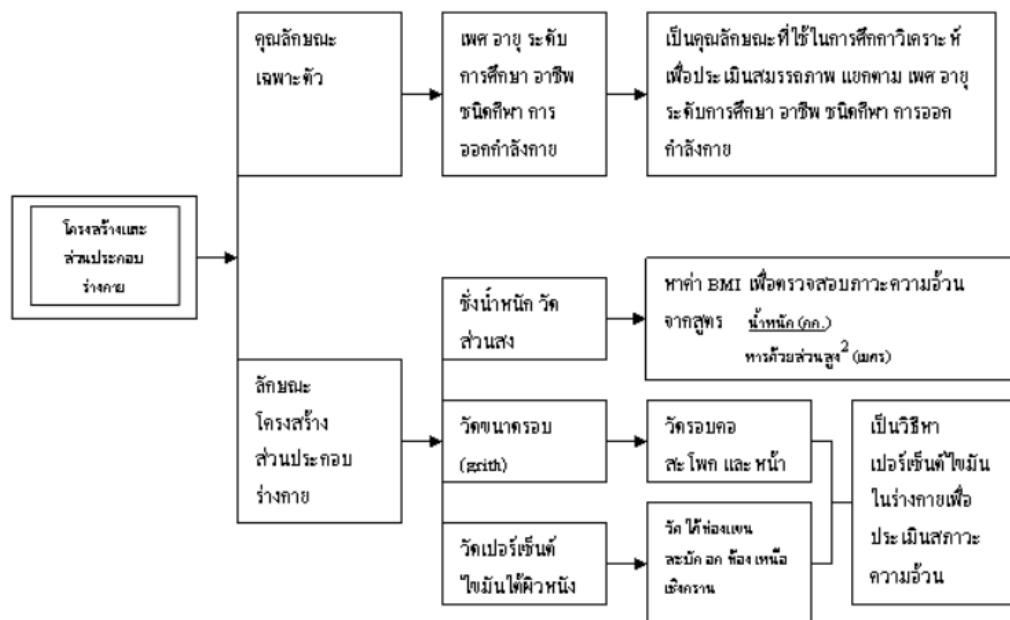 คุณลักษณะ
เฉพาะตัว
เพศ อายุ ระดับ
การศึกษา อาชีพ
ชนิดกีฬา การ
ออกกำลังกาย
เป็นคุณลักษณะที่ใช้ในการศึกกาวิเคราะห์
เพื่อประเมินสมรรถภาพ แยกตาม เพศ อายุ
ระดับการศึกษา อาชีพ ชนิดกีฬา การออก
กำลังกาย
โครงสร้างและ
ส่วนประกอบ
ร่างกาย
ชั่งน้ำหนัก วัด
ส่วนสง
หาค่า BMI เพื่อตรวจสอบภาวะความอ้วน
จากสูตร น้ำหนัก (กก.)
หารด้วยส่วนสูง² (เมตร)
ลักษณะ
โครงสร้าง
ส่วนประกอบ
ร่างกาย
วัดขนาดรอบ
(grith)
วัดรอบคอ
สะโพก และ หน้า
วัดเปอร์เซ็นต์
ไขมันใต้ผิวหนัง
วัด ใต้ท่องแขน
สะบัก อก ท้อง เหนือ
เชิงกราน
เป็นวิธีหา
เปอร์เซ็นต์ไขมัน
ในร่างกายเพื่อ
ประเมินสภาวะ
ความอ้วน